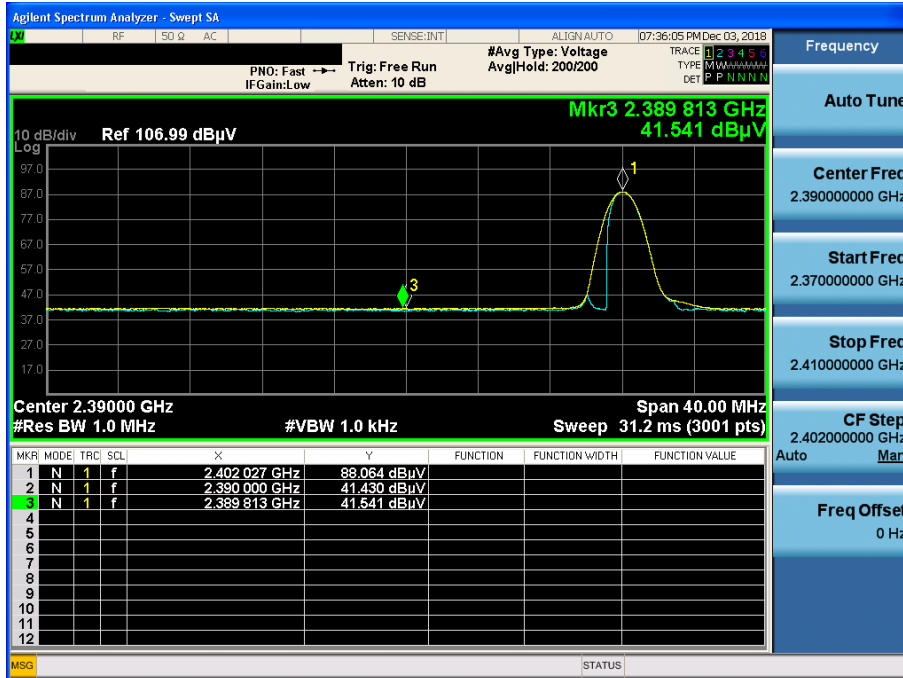 Agilent Spectrum Analyzer - Swept SA
LXI RF 50 Ω AC SENSE:INT ALIGNAUTO 07:36:05 PM Dec 03, 2018
PNO: Fast Trig: Free Run #Avg Type: Voltage TRACE 1 2 3 4 5 6
IFGain:Low Atten: 10 dB Avg|Hold: 200/200 TYPE MWWWWW
DET P P N N N N
Mkr3 2.389 813 GHz
10 dB/div Ref 106.99 dBµV 41.541 dBµV
Log
97.0
1
87.0
77.0
67.0
57.0
3
47.0
37.0
27.0
17.0
Center 2.39000 GHz Span 40.00 MHz
#Res BW 1.0 MHz #VBW 1.0 kHz Sweep 31.2 ms (3001 pts)
MKR MODE TRC SCL X Y FUNCTION FUNCTION WIDTH FUNCTION VALUE
1 N 1 f 2.402 027 GHz 88.064 dBµV
2 N 1 f 2.390 000 GHz 41.430 dBµV
3 N 1 f 2.389 813 GHz 41.541 dBµV
4
5
6
7
8
9
10
11
12
MSG STATUS
Frequency
Auto Tune
Center Freq
2.390000000 GHz
Start Freq
2.370000000 GHz
Stop Freq
2.410000000 GHz
CF Step
2.402000000 GHz
Auto Man
Freq Offset
0 Hz